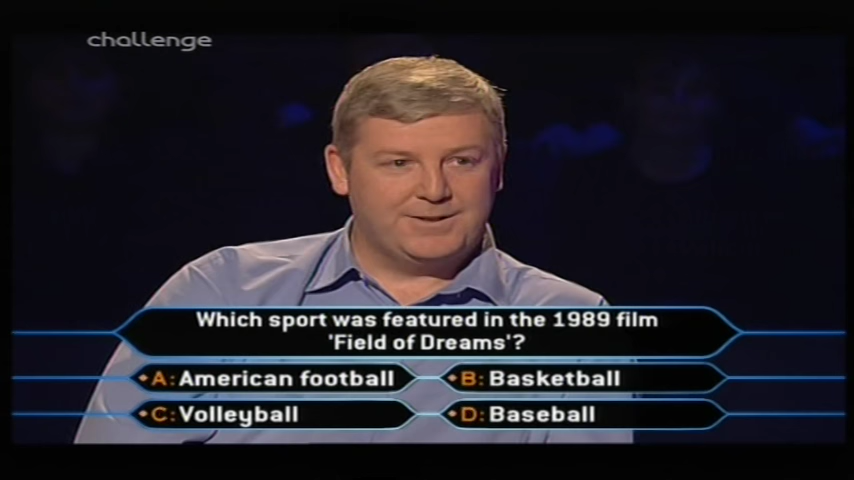 challenge
Which sport was featured in the 1989 film
'Field of Dreams'?
A: American football
B: Basketball
C: Volleyball
D: Baseball